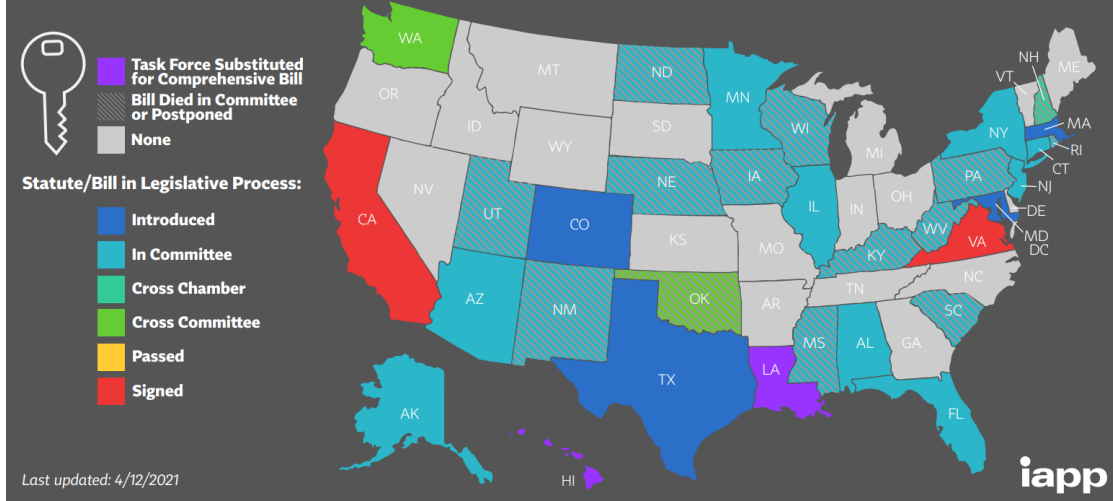 Task Force Substituted
for Comprehensive Bill
Bill Died in Committee
or Postponed
None
Statute/Bill in Legislative Process:
Introduced
In Committee
Cross Chamber
Cross Committee
Passed
Signed
Last updated: 4/12/2021
WA
OR
CA
NV
ID
MT
WY
UT
AZ
CO
NM
ND
SD
NE
KS
OK
TX
MN
IA
MO
AR
LA
WI
IL
MI
IN
OH
KY
TN
MS
AL
GA
FL
SC
NC
VA
WV
PA
NY
VT
NH
ME
MA
RI
CT
NJ
DE
MD
DC
AK
HI
iapp